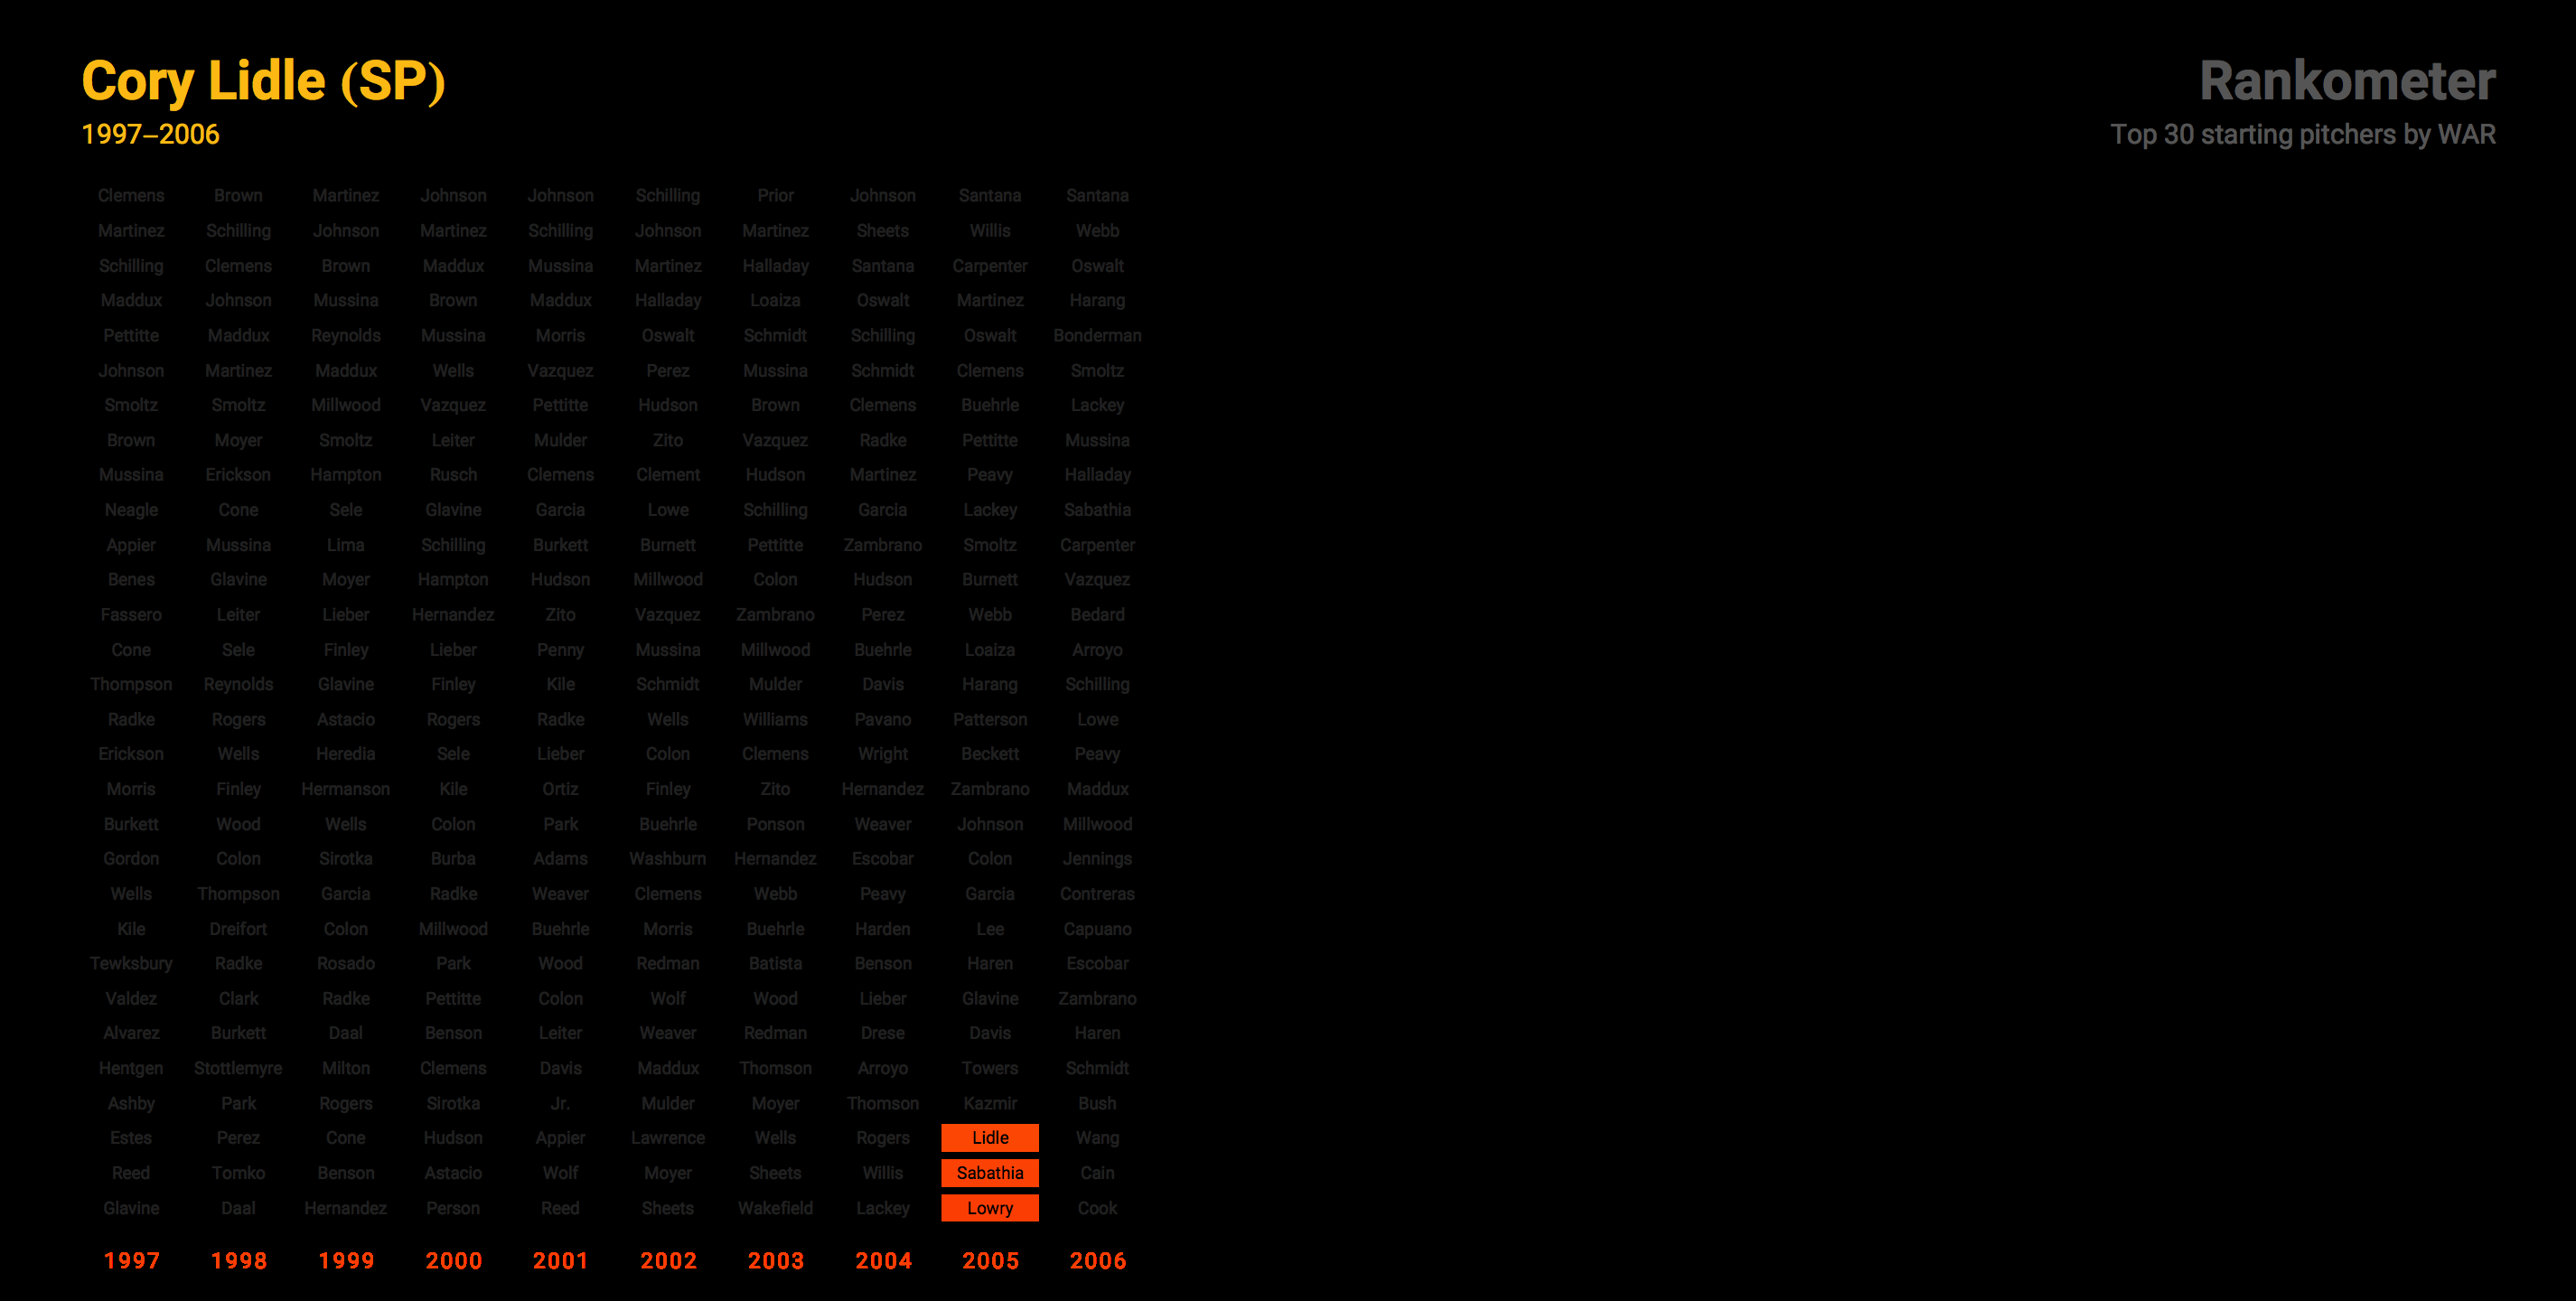 Cory Lidle (SP)
1997–2006
Rankometer
Top 30 starting pitchers by WAR
Clemens Brown Martinez Johnson Johnson Schilling Prior Johnson Santana Santana
Martinez Schilling Johnson Martinez Schilling Johnson Martinez Sheets Willis Webb
Schilling Clemens Brown Maddux Mussina Martinez Halladay Santana Carpenter Oswalt
Maddux Johnson Mussina Brown Maddux Halladay Loaiza Oswalt Martinez Harang
Pettitte Maddux Reynolds Mussina Morris Oswalt Schmidt Schilling Oswalt Bonderman
Johnson Martinez Maddux Wells Vazquez Perez Mussina Schmidt Clemens Smoltz
Smoltz Smoltz Millwood Vazquez Pettitte Hudson Brown Clemens Buehrle Lackey
Brown Moyer Smoltz Leiter Mulder Zito Vazquez Radke Pettitte Mussina
Mussina Erickson Hampton Rusch Clemens Clement Hudson Martinez Peavy Halladay
Neagle Cone Sele Glavine Garcia Lowe Schilling Garcia Lackey Sabathia
Appier Mussina Lima Schilling Burkett Burnett Pettitte Zambrano Smoltz Carpenter
Benes Glavine Moyer Hampton Hudson Millwood Colon Hudson Burnett Vazquez
Fassero Leiter Lieber Hernandez Zito Vazquez Zambrano Perez Webb Bedard
Cone Sele Finley Lieber Penny Mussina Millwood Buehrle Loaiza Arroyo
Thompson Reynolds Glavine Finley Kile Schmidt Mulder Davis Harang Schilling
Radke Rogers Astacio Rogers Radke Wells Williams Pavano Patterson Lowe
Erickson Wells Heredia Sele Lieber Colon Clemens Wright Beckett Peavy
Morris Finley Hermanson Kile Ortiz Finley Zito Hernandez Zambrano Maddux
Burkett Wood Wells Colon Park Buehrle Ponson Weaver Johnson Millwood
Gordon Colon Sirotka Burba Adams Washburn Hernandez Escobar Colon Jennings
Wells Thompson Garcia Radke Weaver Clemens Webb Peavy Garcia Contreras
Kile Dreifort Colon Millwood Buehrle Morris Buehrle Harden Lee Capuano
Tewksbury Radke Rosado Park Wood Redman Batista Benson Haren Escobar
Valdez Clark Radke Pettitte Colon Wolf Wood Lieber Glavine Zambrano
Alvarez Burkett Daal Benson Leiter Weaver Redman Drese Davis Haren
Hentgen Stottlemyre Milton Clemens Davis Maddux Thomson Arroyo Towers Schmidt
Ashby Park Rogers Sirotka Jr. Mulder Moyer Thomson Kazmir Bush
Estes Perez Cone Hudson Appier Lawrence Wells Rogers Lidle Wang
Reed Tomko Benson Astacio Wolf Moyer Sheets Willis Sabathia Cain
Glavine Daal Hernandez Person Reed Sheets Wakefield Lackey Lowry Cook
1997 1998 1999 2000 2001 2002 2003 2004 2005 2006